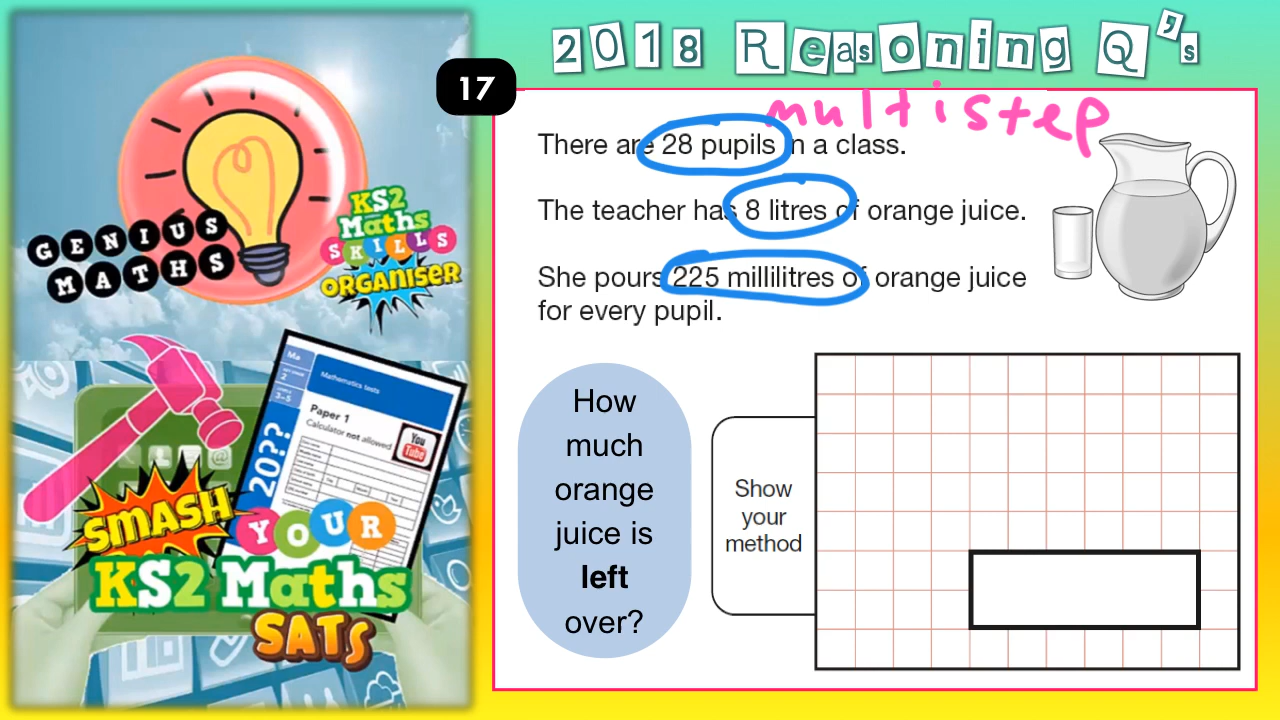 2018 Reasoning Q's
17
multistep
There are 28 pupils in a class.
The teacher has 8 litres of orange juice.
She pours 225 millilitres of orange juice
for every pupil.
How
much
orange
juice is
left
over?
Show
your
method
GENIUS
MATHS
KS2
Maths
SKILLS
ORGANISER
Ma
Mathematics tests
Paper 1
Calculator not allowed
You
Tube
20??
SMASH
YOUR
KS2 Maths
SATs